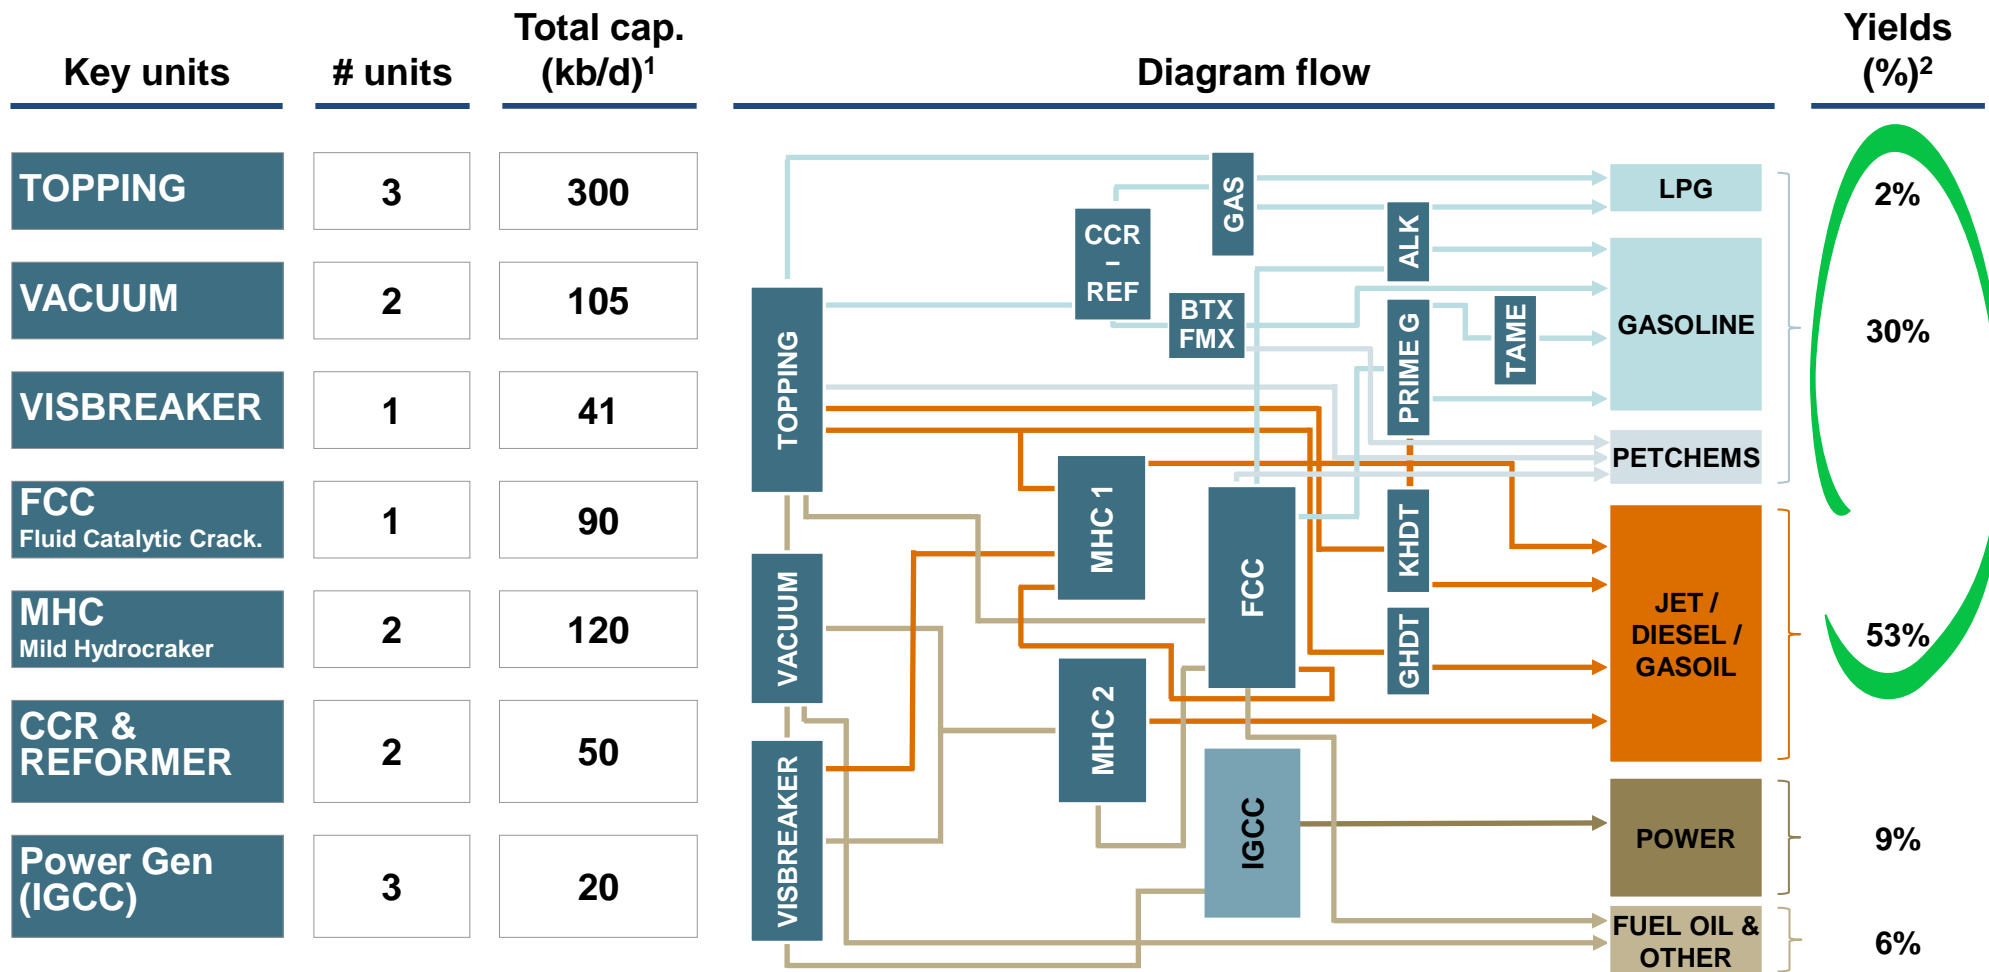 Key units
# units
Total cap.
(kb/d)1
Diagram flow
Yields
(%)2
TOPPING
3
300
VACUUM
2
105
VISBREAKER
1
41
FCC
Fluid Catalytic Crack.
1
90
MHC
Mild Hydrocraker
2
120
CCR &
REFORMER
2
50
Power Gen
(IGCC)
3
20
TOPPING
VACUUM
VISBREAKER
CCR
–
REF
BTX
FMX
GAS
ALK
PRIME G
TAME
MHC 1
MHC 2
FCC
KHDT
GHDT
IGCC
LPG
GASOLINE
PETCHEMS
JET /
DIESEL /
GASOIL
POWER
FUEL OIL &
OTHER
2%
30%
53%
9%
6%